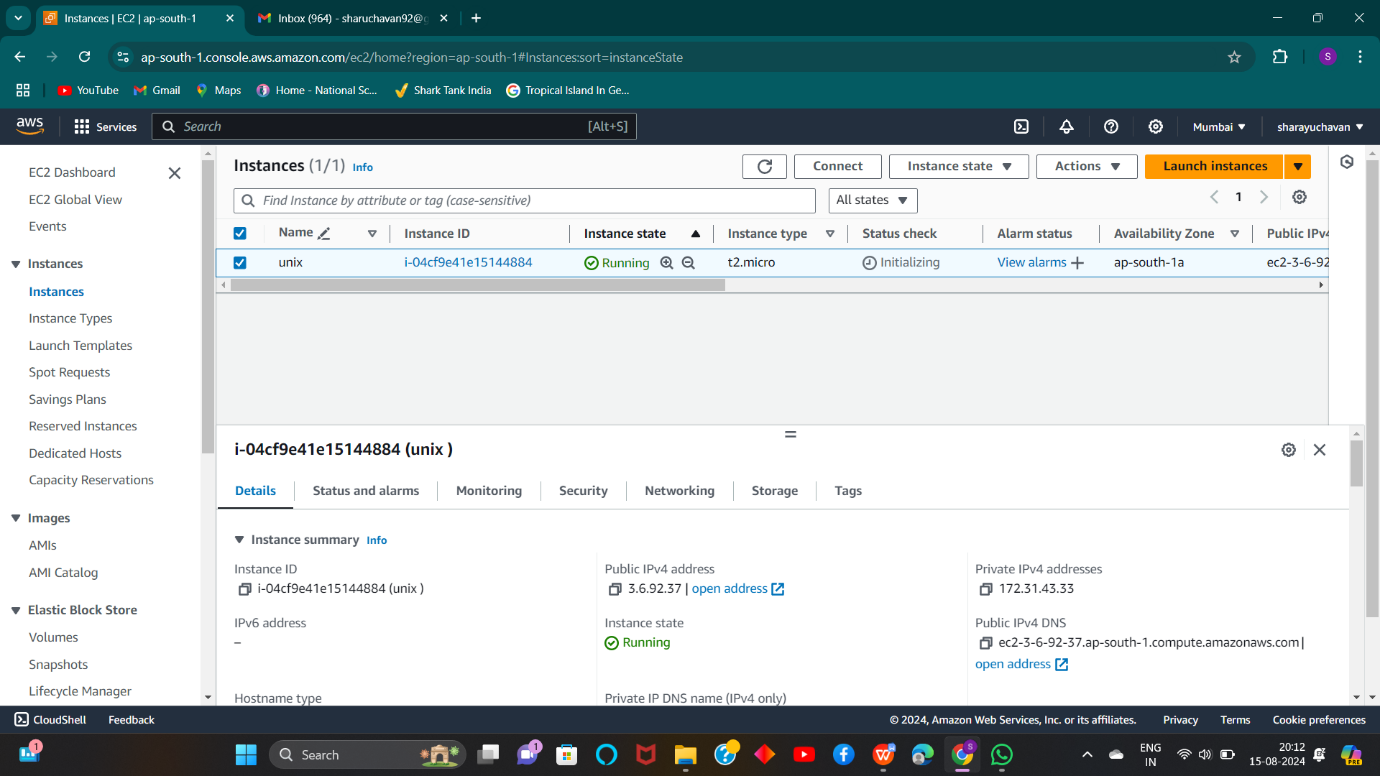 Instances | EC2 | ap-south-1
Inbox (964) - sharuchavan92@g
ap-south-1.console.aws.amazon.com/ec2/home?region=ap-south-1#Instances:sort=instanceState
S
YouTube
Gmail
Maps
Home - National Sc...
Shark Tank India
Tropical Island In Ge...
aws
Services
Search
[Alt+S]
Mumbai
sharayuchavan
EC2 Dashboard
EC2 Global View
Events
Instances
Instances
Instance Types
Launch Templates
Spot Requests
Savings Plans
Reserved Instances
Dedicated Hosts
Capacity Reservations
Images
AMIs
AMI Catalog
Elastic Block Store
Volumes
Snapshots
Lifecycle Manager
Instances (1/1) Info
Connect
Instance state
Actions
Launch instances
Find Instance by attribute or tag (case-sensitive)
All states
1
Name Instance ID Instance state Instance type Status check Alarm status Availability Zone Public IPv4
unix i-04cf9e41e15144884 Running t2.micro Initializing View alarms + ap-south-1a ec2-3-6-92
i-04cf9e41e15144884 (unix )
Details Status and alarms Monitoring Security Networking Storage Tags
Instance summary Info
Instance ID
i-04cf9e41e15144884 (unix )
Public IPv4 address
3.6.92.37 | open address
Private IPv4 addresses
172.31.43.33
IPv6 address
–
Instance state
Running
Public IPv4 DNS
ec2-3-6-92-37.ap-south-1.compute.amazonaws.com |
open address
Hostname type
Private IP DNS name (IPv4 only)
CloudShell
Feedback
© 2024, Amazon Web Services, Inc. or its affiliates.
Privacy
Terms
Cookie preferences
1
Search
1
ENG
IN
20:12
15-08-2024
PRE